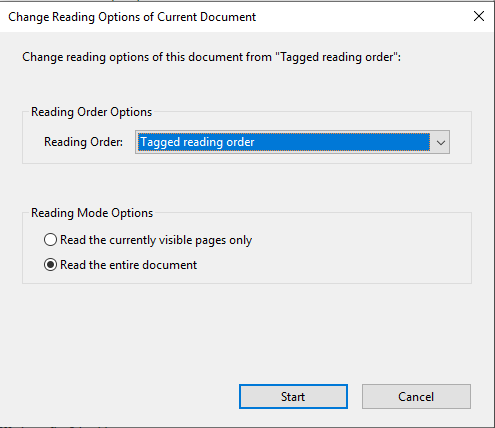 Change Reading Options of Current Document
Change reading options of this document from "Tagged reading order":
Reading Order Options
Reading Order: Tagged reading order
Reading Mode Options
Read the currently visible pages only
Read the entire document
Start Cancel